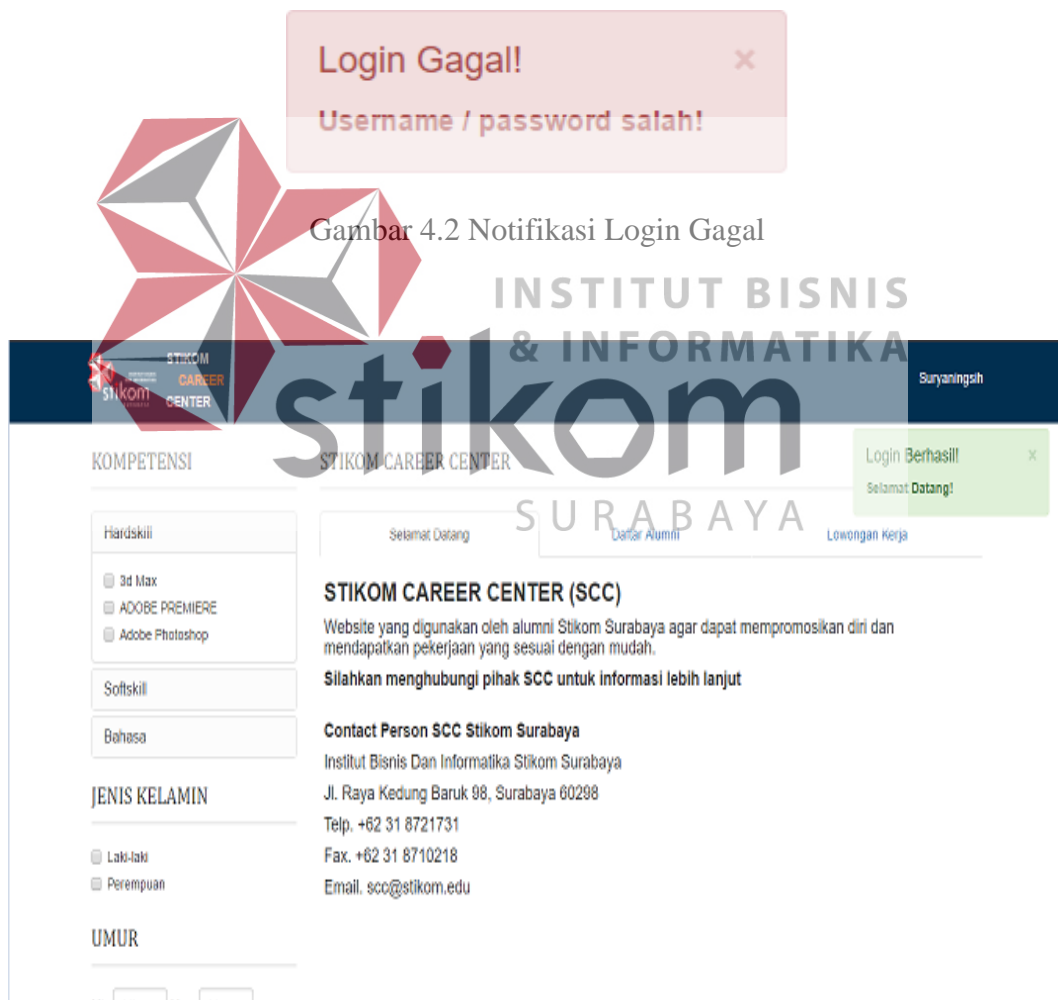 Login Gagal! ×
Username / password salah!
Gambar 4.2 Notifikasi Login Gagal
INSTITUT BISNIS
& INFORMATIKA
stikom
SURABAYA
STIKOM
CAREER
CENTER
stikom
Suryaningsih
Login Berhasil! ×
Selamat Datang!
KOMPETENSI
Hardskill
3d Max
ADOBE PREMIERE
Adobe Photoshop
Softskill
Bahasa
JENIS KELAMIN
Laki-laki
Perempuan
UMUR
STIKOM CAREER CENTER
Selamat Datang
Daftar Alumni
Lowongan Kerja
STIKOM CAREER CENTER (SCC)
Website yang digunakan oleh alumni Stikom Surabaya agar dapat mempromosikan diri dan
mendapatkan pekerjaan yang sesuai dengan mudah.
Silahkan menghubungi pihak SCC untuk informasi lebih lanjut
Contact Person SCC Stikom Surabaya
Institut Bisnis Dan Informatika Stikom Surabaya
Jl. Raya Kedung Baruk 98, Surabaya 60298
Telp. +62 31 8721731
Fax. +62 31 8710218
Email. scc@stikom.edu